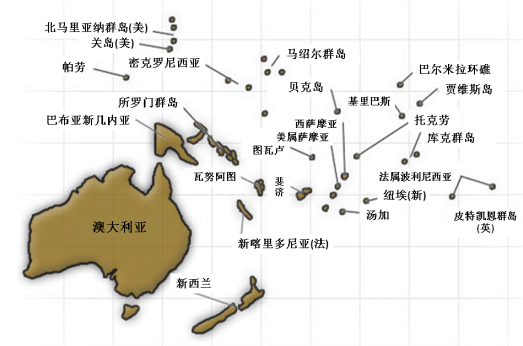 北马里亚纳群岛(美)
关岛(美)
帕劳
密克罗尼西亚
马绍尔群岛
贝克岛
巴尔米拉环礁
贾维斯岛
基里巴斯
所罗门群岛
巴布亚新几内亚
西萨摩亚
美属萨摩亚
托克劳
库克群岛
图瓦卢
瓦努阿图
斐
济
法属波利尼西亚
纽埃(新)
汤加
皮特凯恩群岛
(英)
澳大利亚
新喀里多尼亚(法)
新西兰